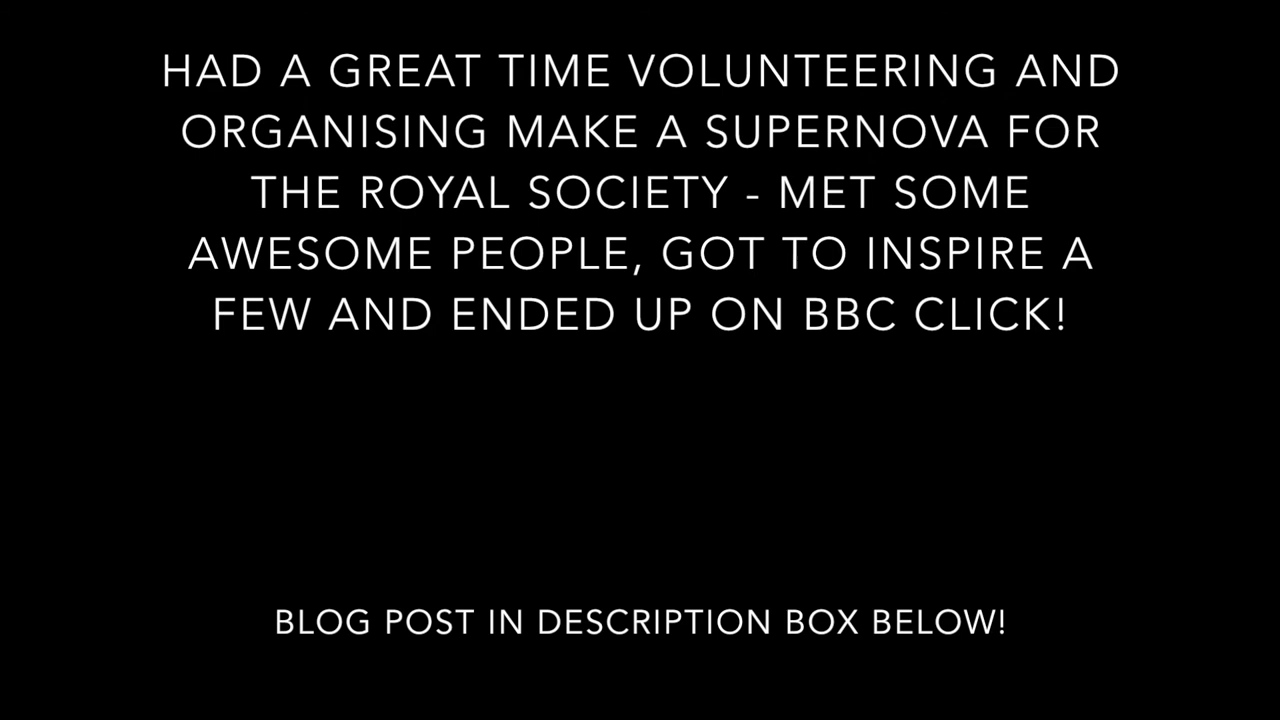 HAD A GREAT TIME VOLUNTEERING AND
ORGANISING MAKE A SUPERNOVA FOR
THE ROYAL SOCIETY - MET SOME
AWESOME PEOPLE, GOT TO INSPIRE A
FEW AND ENDED UP ON BBC CLICK!
BLOG POST IN DESCRIPTION BOX BELOW!